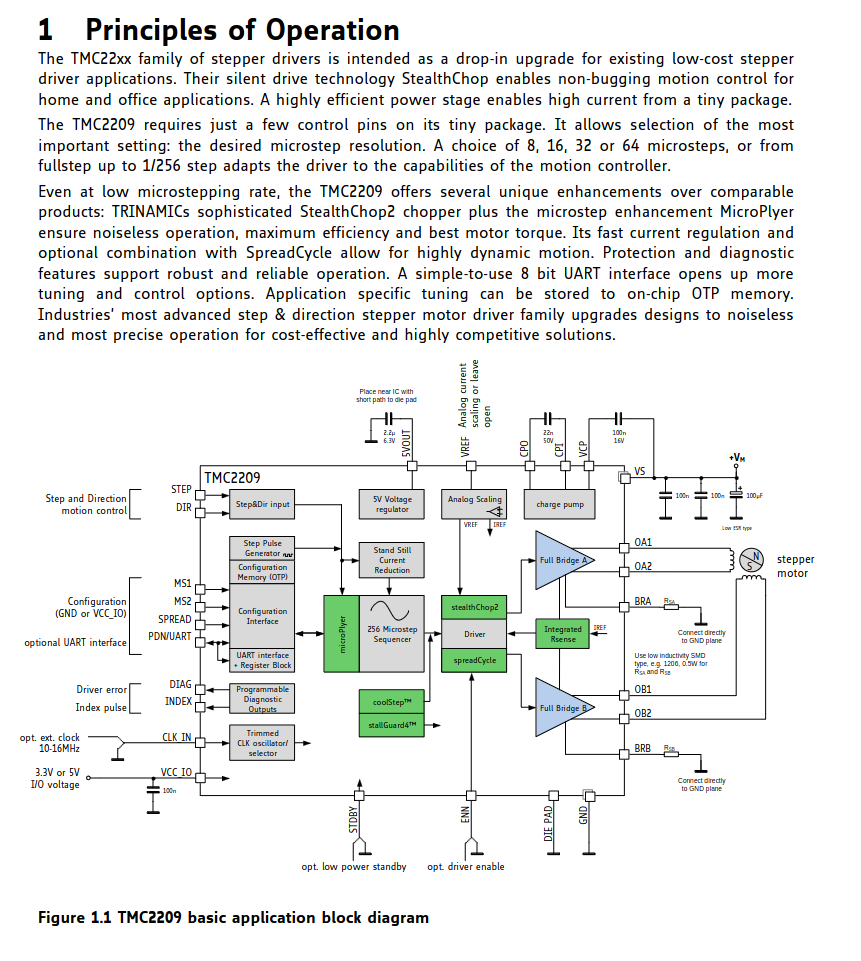 1 Principles of Operation
The TMC22xx family of stepper drivers is intended as a drop-in upgrade for existing low-cost stepper
driver applications. Their silent drive technology StealthChop enables non-bugging motion control for
home and office applications. A highly efficient power stage enables high current from a tiny package.
The TMC2209 requires just a few control pins on its tiny package. It allows selection of the most
important setting: the desired microstep resolution. A choice of 8, 16, 32 or 64 microsteps, or from
fullstep up to 1/256 step adapts the driver to the capabilities of the motion controller.
Even at low microstepping rate, the TMC2209 offers several unique enhancements over comparable
products: TRINAMICs sophisticated StealthChop2 chopper plus the microstep enhancement MicroPlyer
ensure noiseless operation, maximum efficiency and best motor torque. Its fast current regulation and
optional combination with SpreadCycle allow for highly dynamic motion. Protection and diagnostic
features support robust and reliable operation. A simple-to-use 8 bit UART interface opens up more
tuning and control options. Application specific tuning can be stored to on-chip OTP memory.
Industries' most advanced step & direction stepper motor driver family upgrades designs to noiseless
and most precise operation for cost-effective and highly competitive solutions.
Place near IC with
short path to die pad
2.2µ
6.3V
5VOUT
VREF
Analog current
scaling or leave
open
22n
50V
CPO
CPI
VCP
100n
16V
+VM
VS
100n
100n
+
100µF
Low ESR type
TMC2209
Step and Direction
motion control
STEP
DIR
Step&Dir input
5V Voltage
regulator
Analog Scaling
VREF
IREF
charge pump
Step Pulse
Generator
Configuration
Memory (OTP)
Configuration
Interface
UART interface
+ Register Block
Stand Still
Current
Reduction
Full Bridge A
OA1
OA2
N
S
stepper
motor
Configuration
(GND or VCC_IO)
optional UART interface
MS1
MS2
SPREAD
PDN/UART
microPlyer
256 Microstep
Sequencer
stealthChop2
Driver
spreadCycle
Integrated
Rsense
IREF
BRA
RSA
Connect directly
to GND plane
Use low inductivity SMD
type, e.g. 1206, 0.5W for
RSA and RSB
Driver error
Index pulse
DIAG
INDEX
Programmable
Diagnostic
Outputs
coolStep™
stallGuard4™
Full Bridge B
OB1
OB2
opt. ext. clock
10-16MHz
CLK_IN
Trimmed
CLK oscillator/
selector
BRB
RSB
Connect directly
to GND plane
3.3V or 5V
I/O voltage
VCC_IO
100n
STDBY
ENN
DIE PAD
GND
opt. low power standby
opt. driver enable
Figure 1.1 TMC2209 basic application block diagram